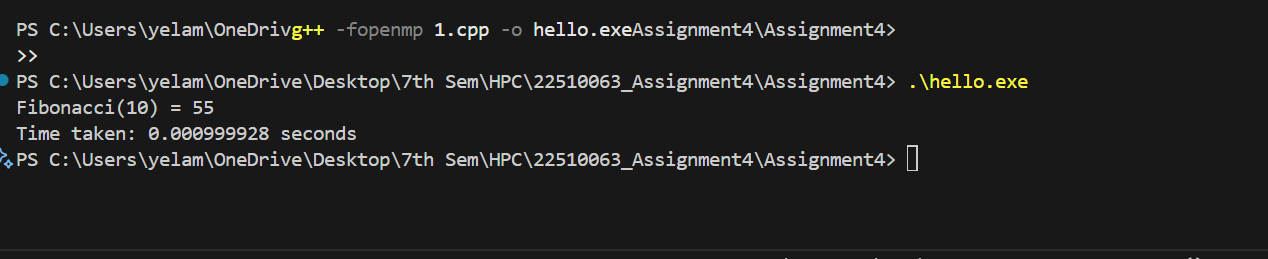 PS C:\Users\yelam\OneDrivg++ -fopenmp 1.cpp -o hello.exeAssignment4\Assignment4>
>>
PS C:\Users\yelam\OneDrive\Desktop\7th Sem\HPC\22510063_Assignment4\Assignment4> .\hello.exe
Fibonacci(10) = 55
Time taken: 0.000999928 seconds
PS C:\Users\yelam\OneDrive\Desktop\7th Sem\HPC\22510063_Assignment4\Assignment4>